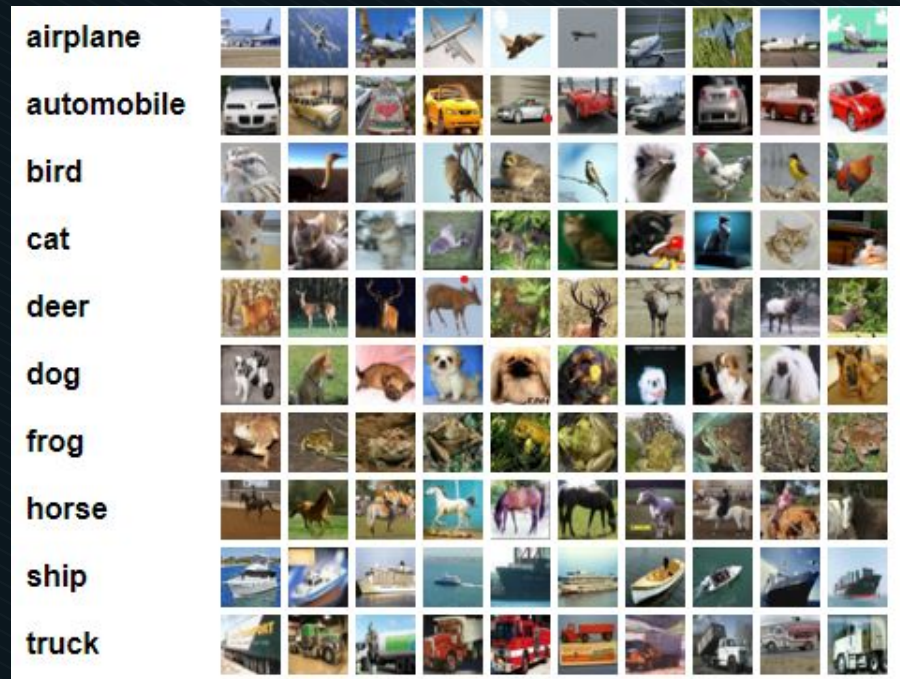 airplane
automobile
bird
cat
deer
dog
frog
horse
ship
truck